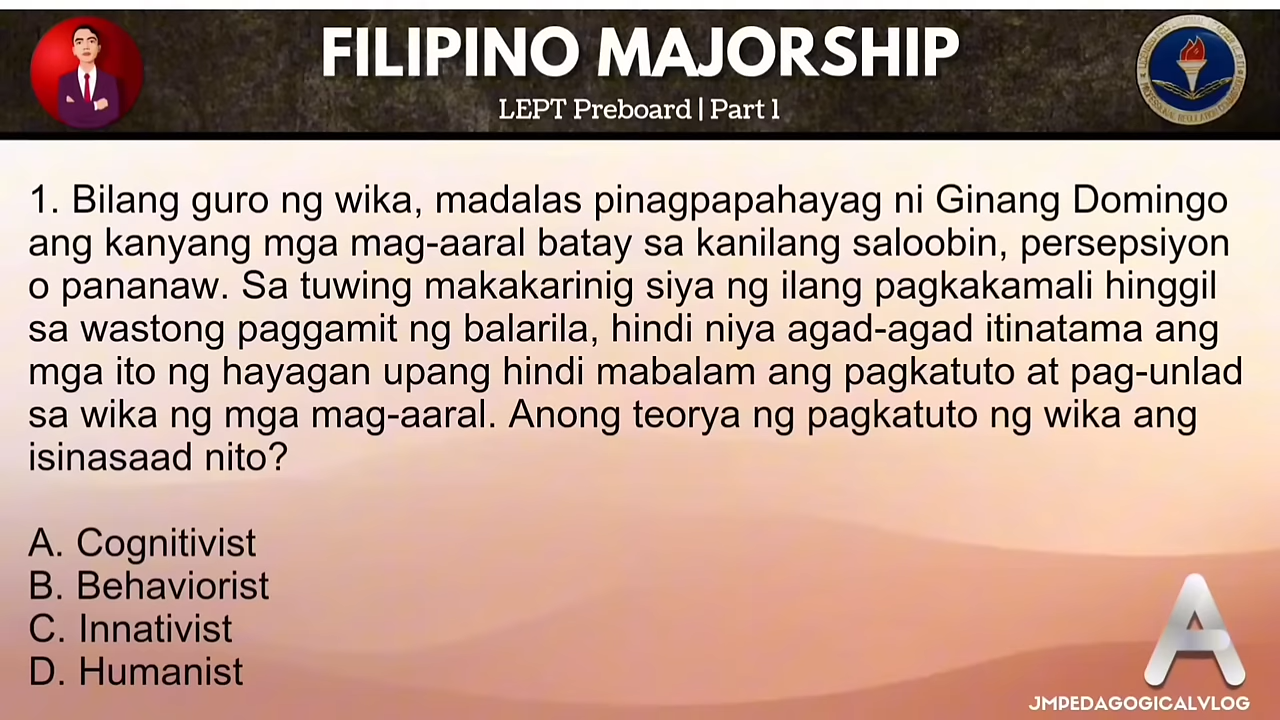 FILIPINO MAJORSHIP
LEPT Preboard | Part 1
1. Bilang guro ng wika, madalas pinagpapahayag ni Ginang Domingo
ang kanyang mga mag-aaral batay sa kanilang saloobin, persepsiyon
o pananaw. Sa tuwing makakarinig siya ng ilang pagkakamali hinggil
sa wastong paggamit ng balarila, hindi niya agad-agad itinatama ang
mga ito ng hayagan upang hindi mabalam ang pagkatuto at pag-unlad
sa wika ng mga mag-aaral. Anong teorya ng pagkatuto ng wika ang
isinasaad nito?
A. Cognitivist
B. Behaviorist
C. Innativist
D. Humanist
A
JMPEDAGOGICALVLOG